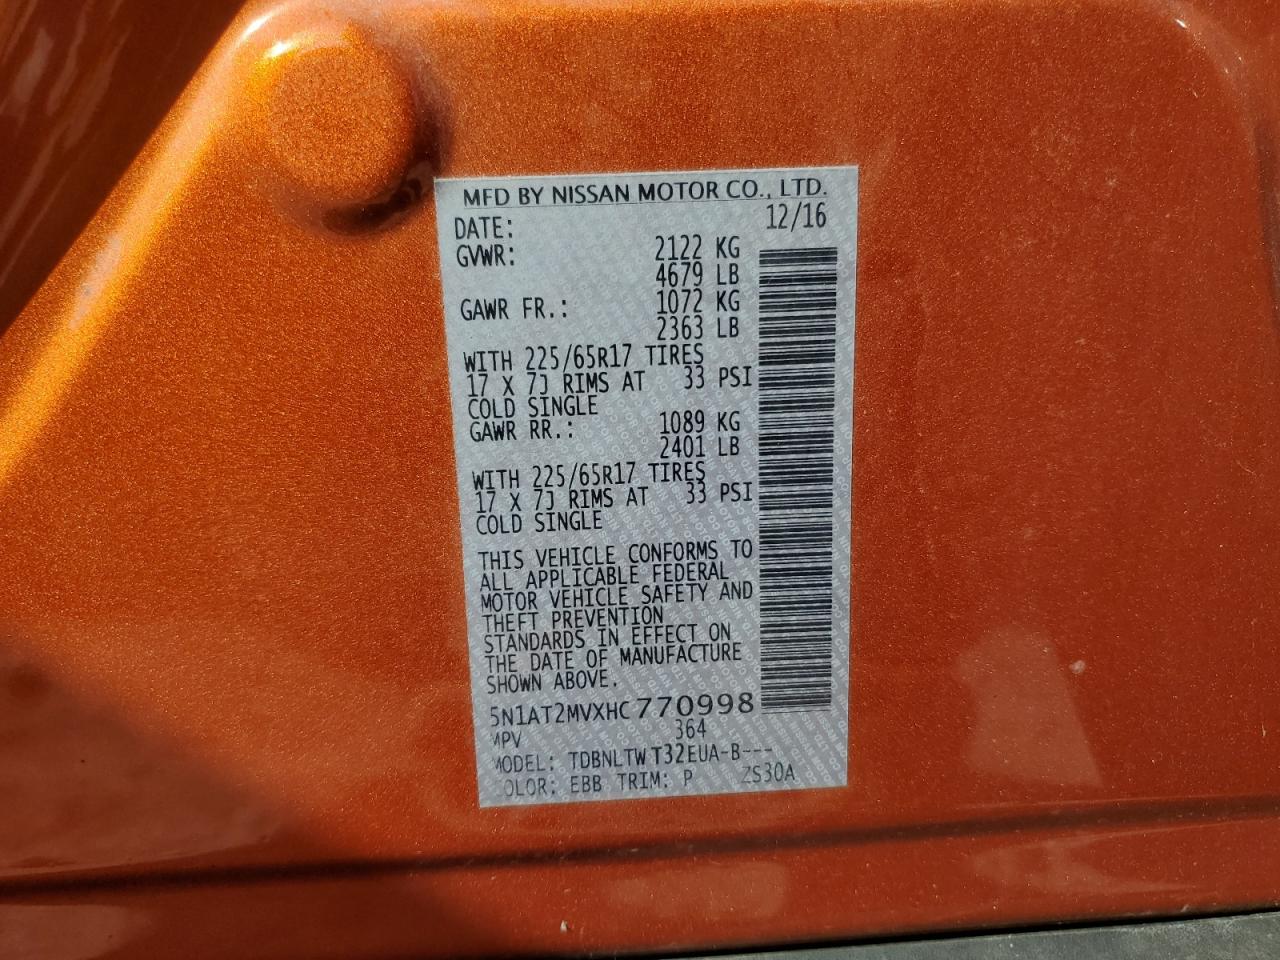 MFD BY NISSAN MOTOR CO., LTD.
DATE: 12/16
GVWR: 2122 KG
4679 LB
GAWR FR.: 1072 KG
2363 LB
WITH 225/65R17 TIRES
17 X 7J RIMS AT 33 PSI
COLD SINGLE
GAWR RR.: 1089 KG
2401 LB
WITH 225/65R17 TIRES
17 X 7J RIMS AT 33 PSI
COLD SINGLE
THIS VEHICLE CONFORMS TO
ALL APPLICABLE FEDERAL
MOTOR VEHICLE SAFETY AND
THEFT PREVENTION
STANDARDS IN EFFECT ON
THE DATE OF MANUFACTURE
SHOWN ABOVE.
5N1AT2MVXHC770998
MPV 364
MODEL: TDBNLTW T32EUA-B---
COLOR: EBB TRIM: P ZS30A